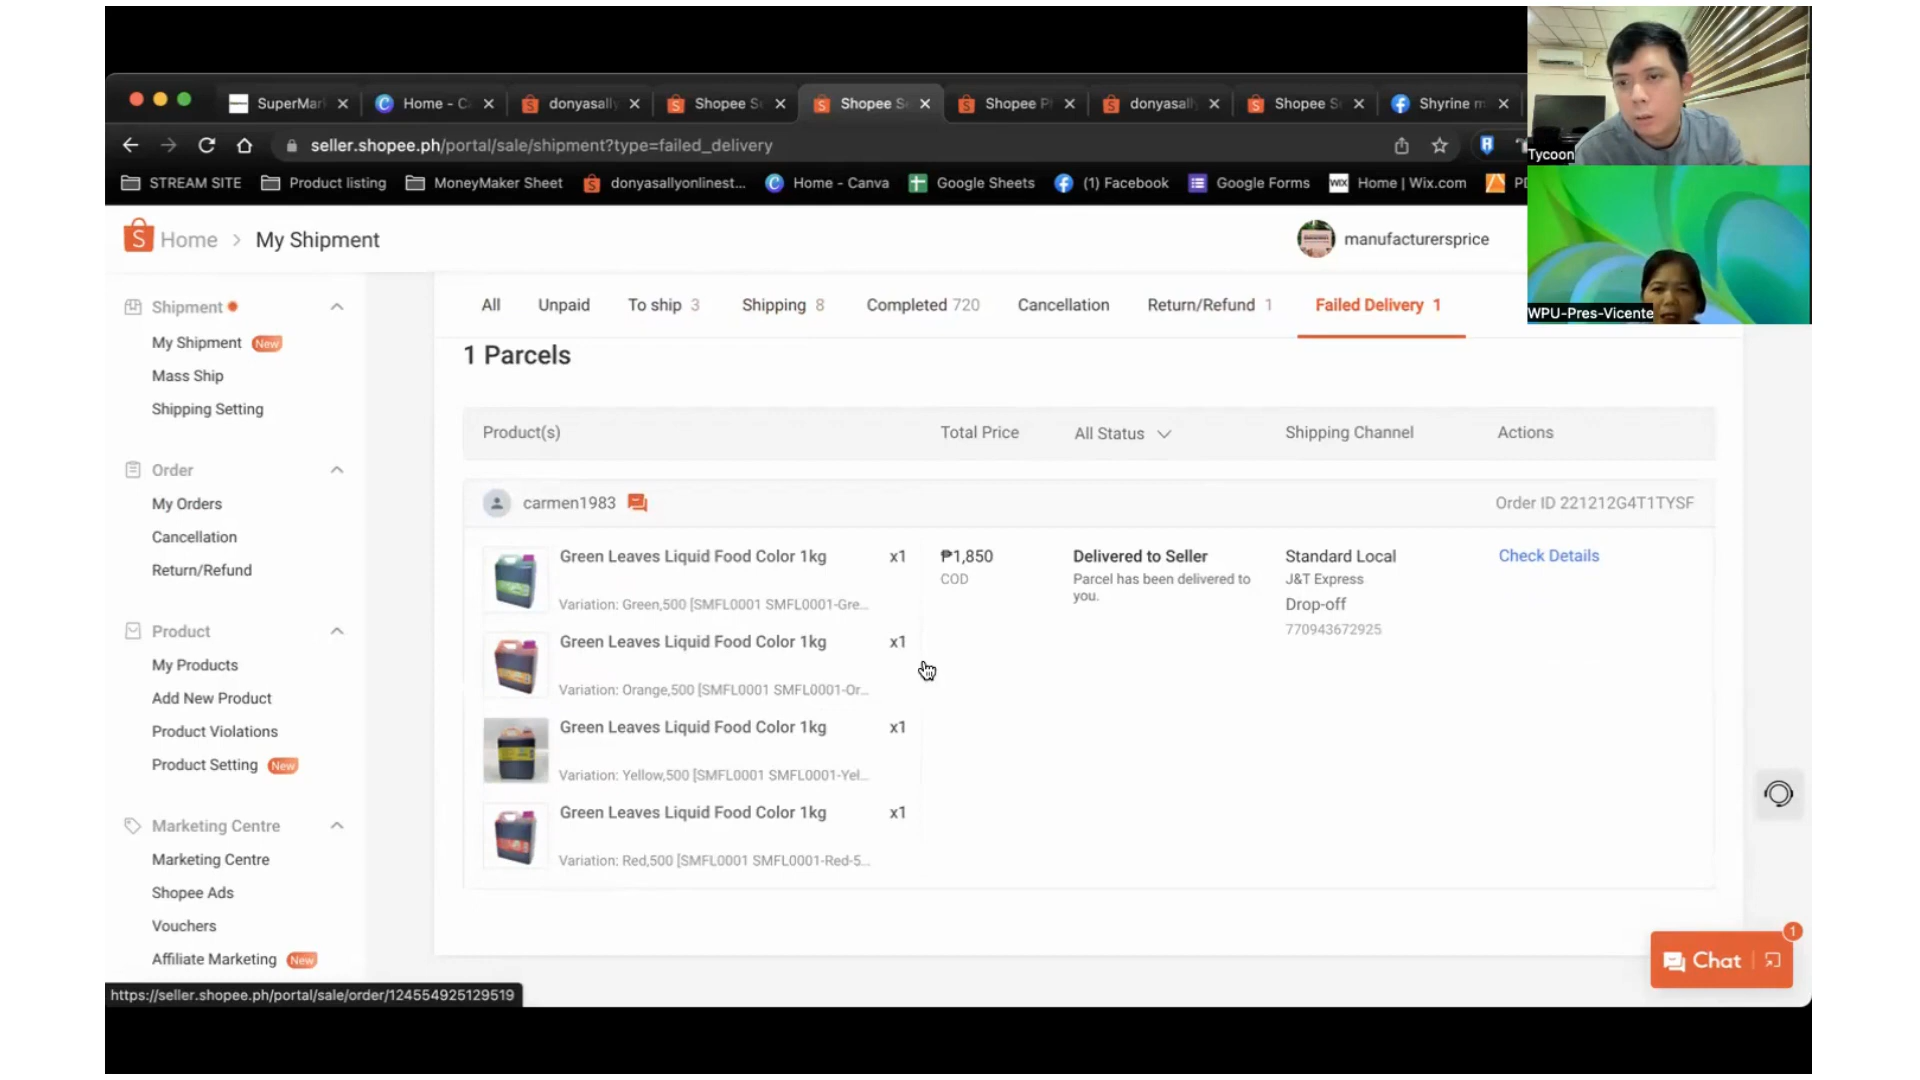 SuperMar
Home - C
donyasally
Shopee S
Shopee S
Shopee P
donyasall
Shopee S
Shyrine m
seller.shopee.ph/portal/sale/shipment?type=failed_delivery
STREAM SITE
Product listing
MoneyMaker Sheet
donyasallyonlinest...
Home - Canva
Google Sheets
(1) Facebook
Google Forms
WIX
Home | Wix.com
Tycoon
WPU-Pres-Vicente
Home > My Shipment
manufacturersprice
Shipment
My Shipment New
Mass Ship
Shipping Setting
Order
My Orders
Cancellation
Return/Refund
Product
My Products
Add New Product
Product Violations
Product Setting New
Marketing Centre
Marketing Centre
Shopee Ads
Vouchers
Affiliate Marketing New
https://seller.shopee.ph/portal/sale/order/124554925129519
All
Unpaid
To ship 3
Shipping 8
Completed 720
Cancellation
Return/Refund 1
Failed Delivery 1
1 Parcels
Product(s)
Total Price
All Status
Shipping Channel
Actions
carmen1983
Order ID 221212G4T1TYSF
Green Leaves Liquid Food Color 1kg x1
Variation: Green,500 [SMFL0001 SMFL0001-Gre...
Green Leaves Liquid Food Color 1kg x1
Variation: Orange,500 [SMFL0001 SMFL0001-Or...
Green Leaves Liquid Food Color 1kg x1
Variation: Yellow,500 [SMFL0001 SMFL0001-Yel...
Green Leaves Liquid Food Color 1kg x1
Variation: Red,500 [SMFL0001 SMFL0001-Red-5...
₱1,850
COD
Delivered to Seller
Parcel has been delivered to
you.
Standard Local
J&T Express
Drop-off
770943672925
Check Details
Chat
1